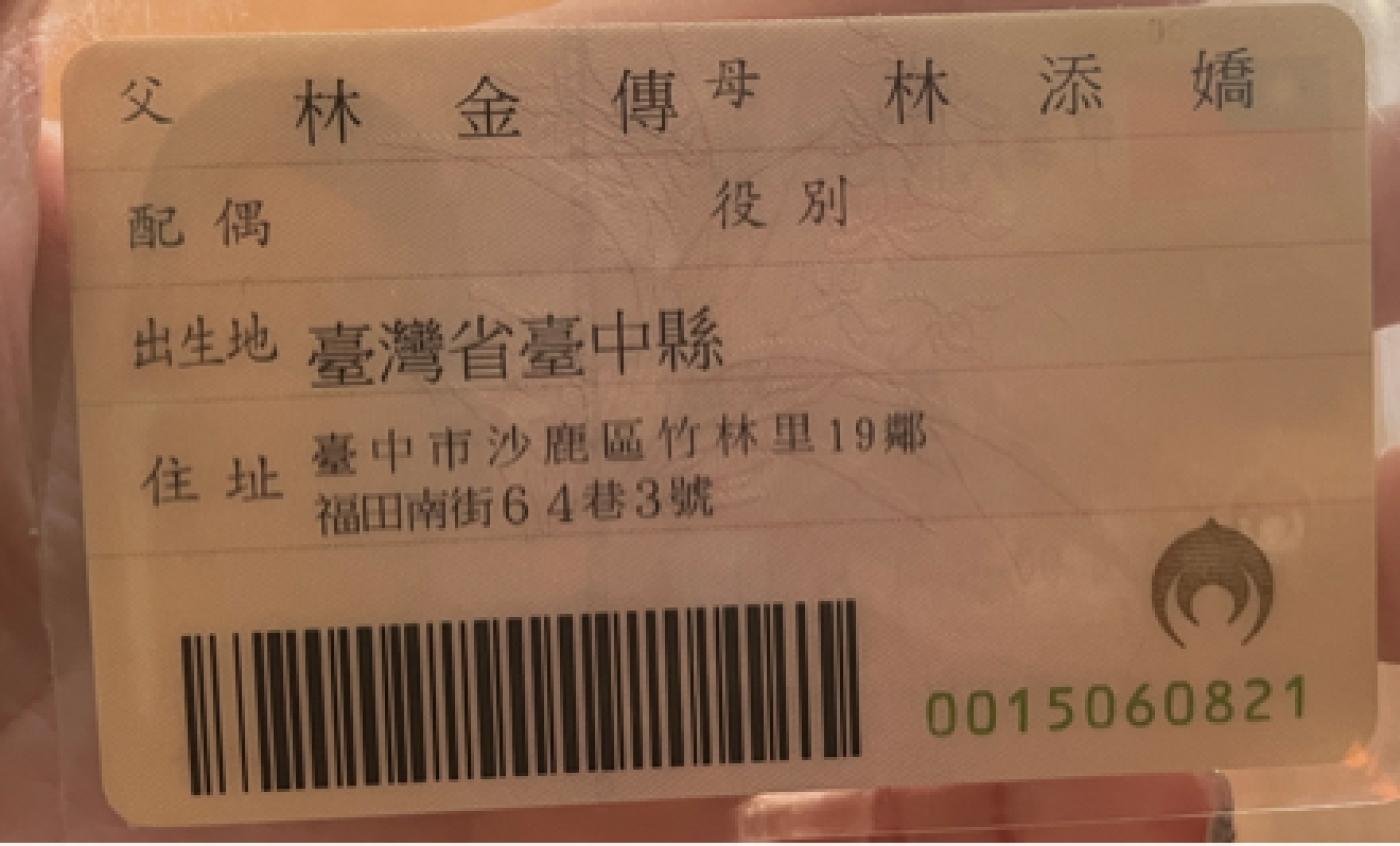 父 林金傳 母 林添嬌
配偶 役別
出生地 臺灣省臺中縣
住址 臺中市沙鹿區竹林里19鄰
福田南街64巷3號
0015060821